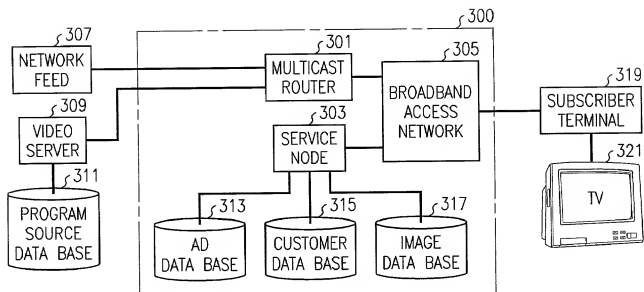 300
307
NETWORK
FEED
309
VIDEO
SERVER
311
PROGRAM
SOURCE
DATA BASE
301
MULTICAST
ROUTER
303
SERVICE
NODE
305
BROADBAND
ACCESS
NETWORK
313
AD
DATA BASE
315
CUSTOMER
DATA BASE
317
IMAGE
DATA BASE
319
SUBSCRIBER
TERMINAL
321
TV